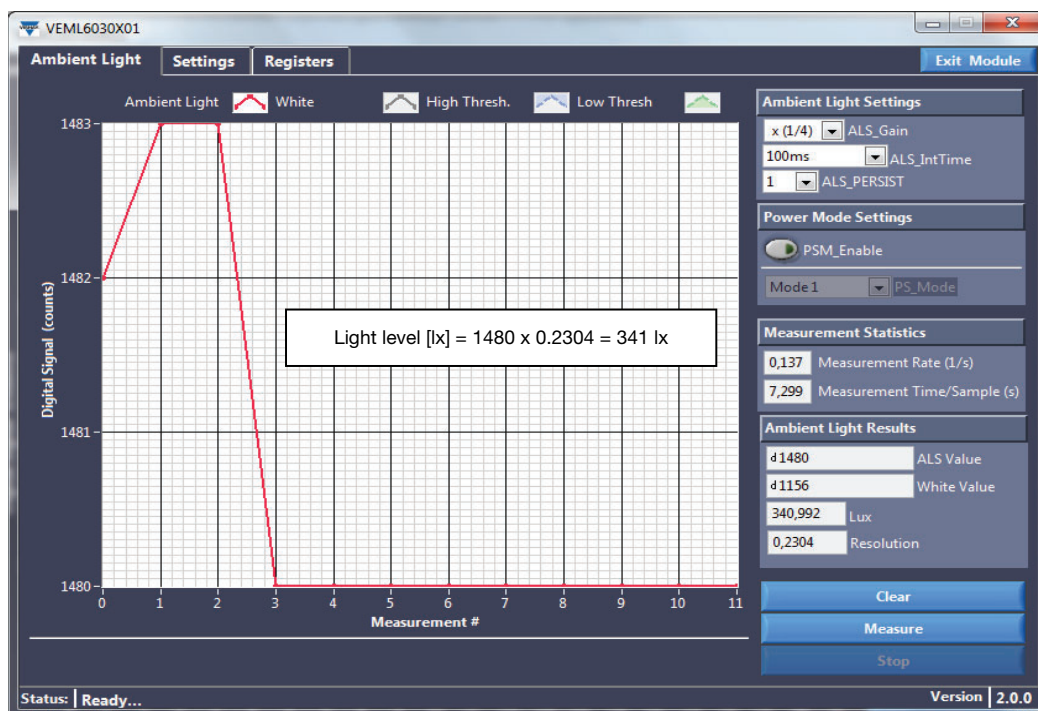 VISHAY VEML6030X01
Ambient Light Settings Registers Exit Module
Ambient Light White High Thresh. Low Thresh
1483
1482
1481
1480
Digital Signal (counts)
0 1 2 3 4 5 6 7 8 9 10 11
Measurement #
Light level [lx] = 1480 x 0.2304 = 341 lx
Ambient Light Settings
x (1/4) ALS_Gain
100ms ALS_IntTime
1 ALS_PERSIST
Power Mode Settings
PSM_Enable
Mode 1 PS_Mode
Measurement Statistics
0,137 Measurement Rate (1/s)
7,299 Measurement Time/Sample (s)
Ambient Light Results
d 1480 ALS Value
d 1156 White Value
340,992 Lux
0,2304 Resolution
Clear
Measure
Stop
Status: Ready...
Version 2.0.0